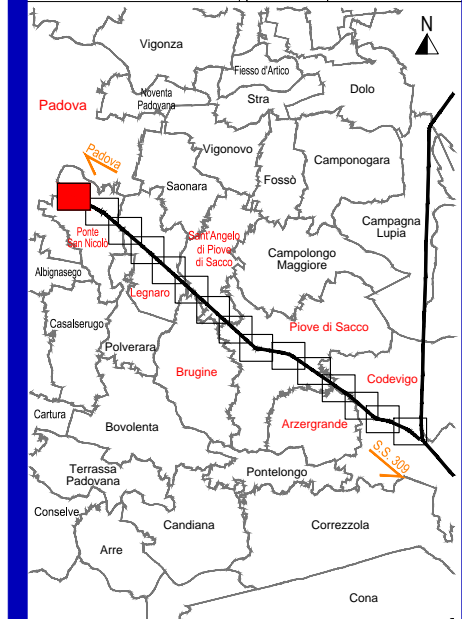 N
Vigonza
Fiesso d'Artico
Dolo
Noventa
Padovana
Stra
Padova
Padova
Vigonovo
Camponogara
Saonara
Fossò
Campagna
Lupia
Ponte
San Nicolò
Sant'Angelo
di Piove
di Sacco
Campolongo
Maggiore
Albignasego
Legnaro
Casalserugo
Piove di Sacco
Polverara
Brugine
Codevigo
Cartura
Bovolenta
Arzergrande
S.S. 309
Terrassa
Padovana
Pontelongo
Conselve
Candiana
Correzzola
Arre
Cona